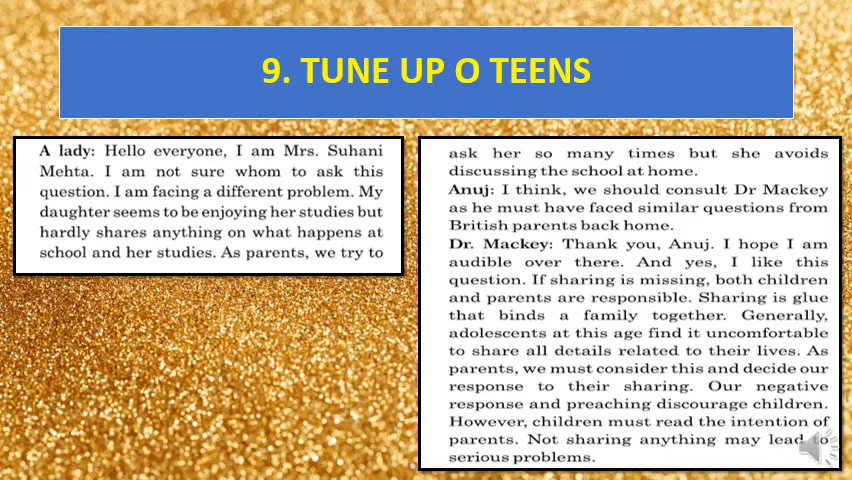 9. TUNE UP O TEENS
A lady: Hello everyone, I am Mrs. Suhani
Mehta. I am not sure whom to ask this
question. I am facing a different problem. My
daughter seems to be enjoying her studies but
hardly shares anything on what happens at
school and her studies. As parents, we try to
ask her so many times but she avoids
discussing the school at home.
Anuj: I think, we should consult Dr Mackey
as he must have faced similar questions from
British parents back home.
Dr. Mackey: Thank you, Anuj. I hope I am
audible over there. And yes, I like this
question. If sharing is missing, both children
and parents are responsible. Sharing is glue
that binds a family together. Generally,
adolescents at this age find it uncomfortable
to share all details related to their lives. As
parents, we must consider this and decide our
response to their sharing. Our negative
response and preaching discourage children.
However, children must read the intention of
parents. Not sharing anything may lead to
serious problems.